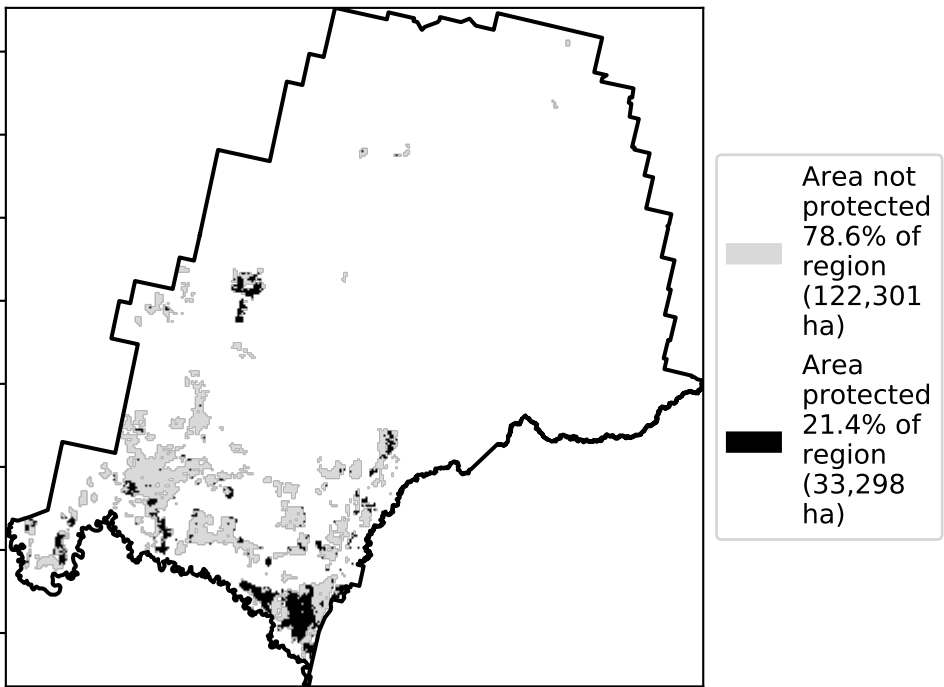 Area not
protected
78.6% of
region
(122,301
ha)
Area
protected
21.4% of
region
(33,298
ha)